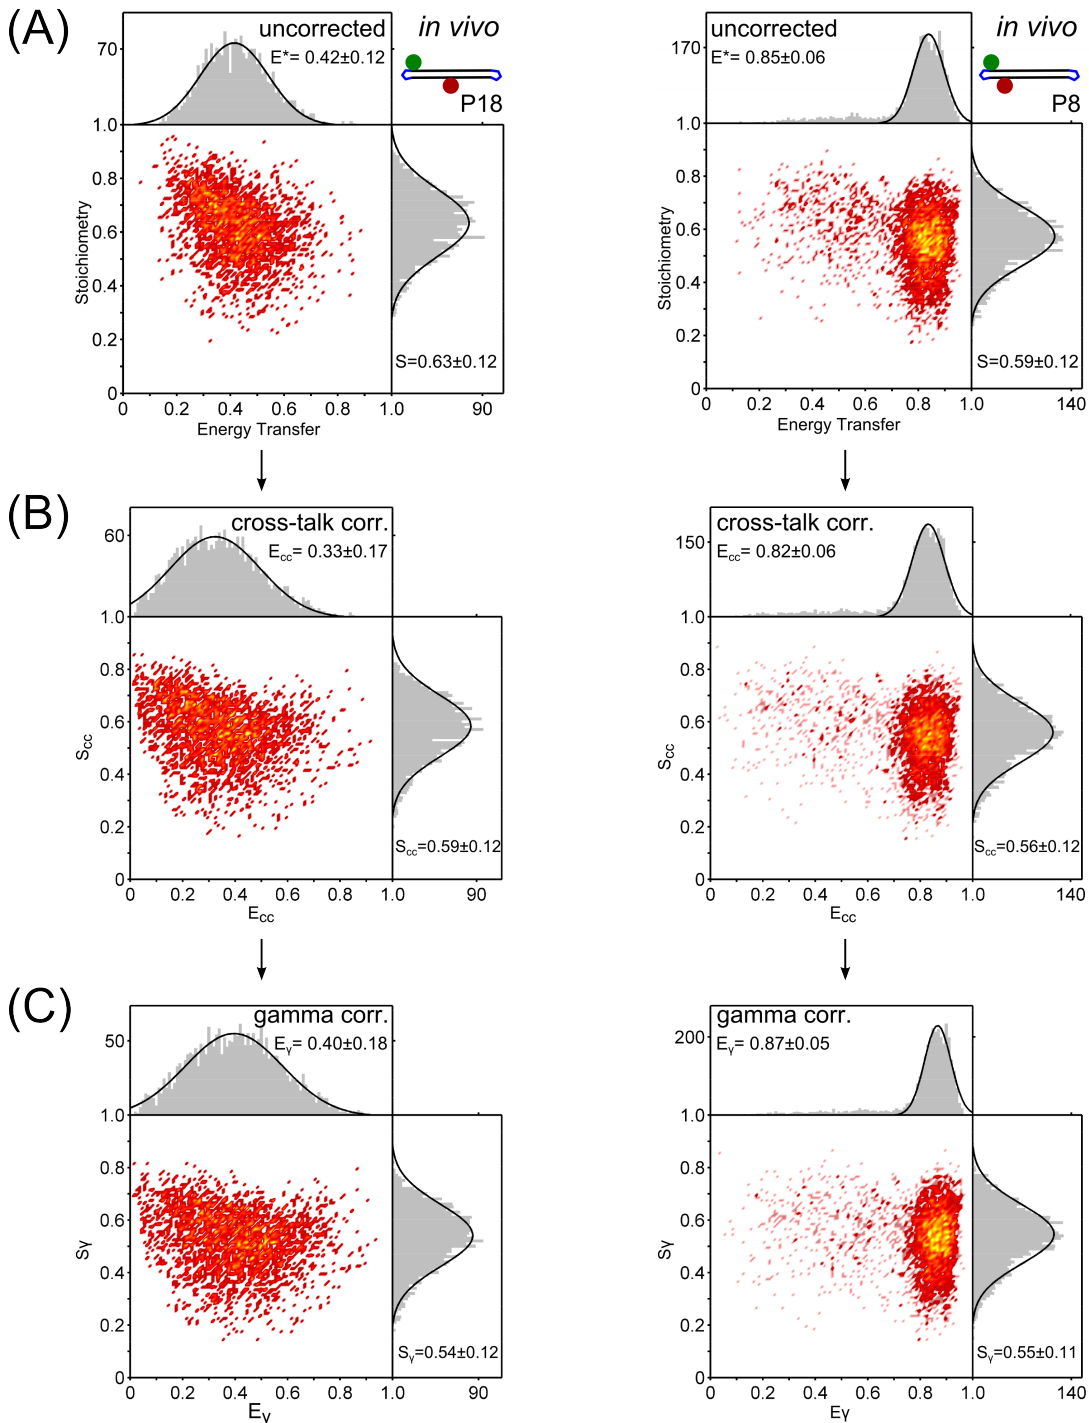 (A)
uncorrected
E*= 0.42±0.12
in vivo
P18
70
1.0
0.8
0.6
0.4
0.2
0
Stoichiometry
S=0.63±0.12
0 0.2 0.4 0.6 0.8 1.0 90
Energy Transfer
uncorrected
E*= 0.85±0.06
in vivo
P8
170
1.0
0.8
0.6
0.4
0.2
0
Stoichiometry
S=0.59±0.12
0 0.2 0.4 0.6 0.8 1.0 140
Energy Transfer
(B)
cross-talk corr.
Ecc= 0.33±0.17
60
1.0
0.8
0.6
0.4
0.2
0
Scc
Scc=0.59±0.12
0 0.2 0.4 0.6 0.8 1.0 90
Ecc
cross-talk corr.
Ecc= 0.82±0.06
150
1.0
0.8
0.6
0.4
0.2
0
Scc
Scc=0.56±0.12
0 0.2 0.4 0.6 0.8 1.0 140
Ecc
(C)
gamma corr.
Eγ= 0.40±0.18
50
1.0
0.8
0.6
0.4
0.2
0
Sγ
Sγ=0.54±0.12
0 0.2 0.4 0.6 0.8 1.0 90
Eγ
gamma corr.
Eγ= 0.87±0.05
200
1.0
0.8
0.6
0.4
0.2
0
Sγ
Sγ=0.55±0.11
0 0.2 0.4 0.6 0.8 1.0 140
Eγ